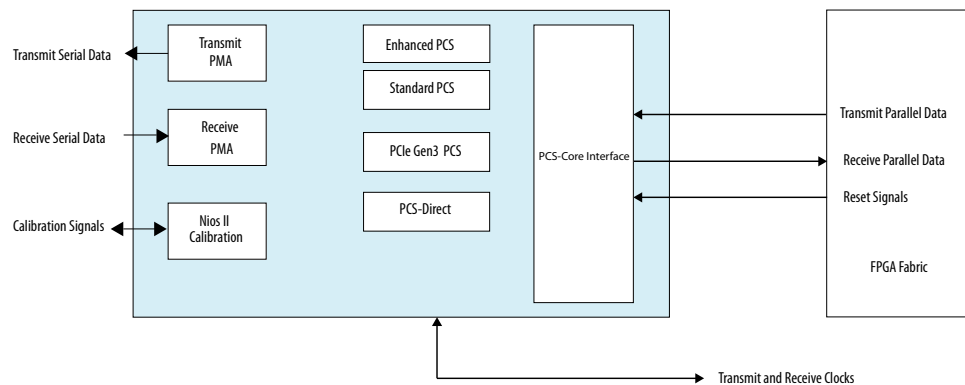 Transmit Serial Data
Transmit
PMA
Enhanced PCS
Standard PCS
Receive Serial Data
Receive
PMA
PCIe Gen3 PCS
PCS-Core Interface
Transmit Parallel Data
Receive Parallel Data
PCS-Direct
Reset Signals
Calibration Signals
Nios II
Calibration
FPGA Fabric
Transmit and Receive Clocks